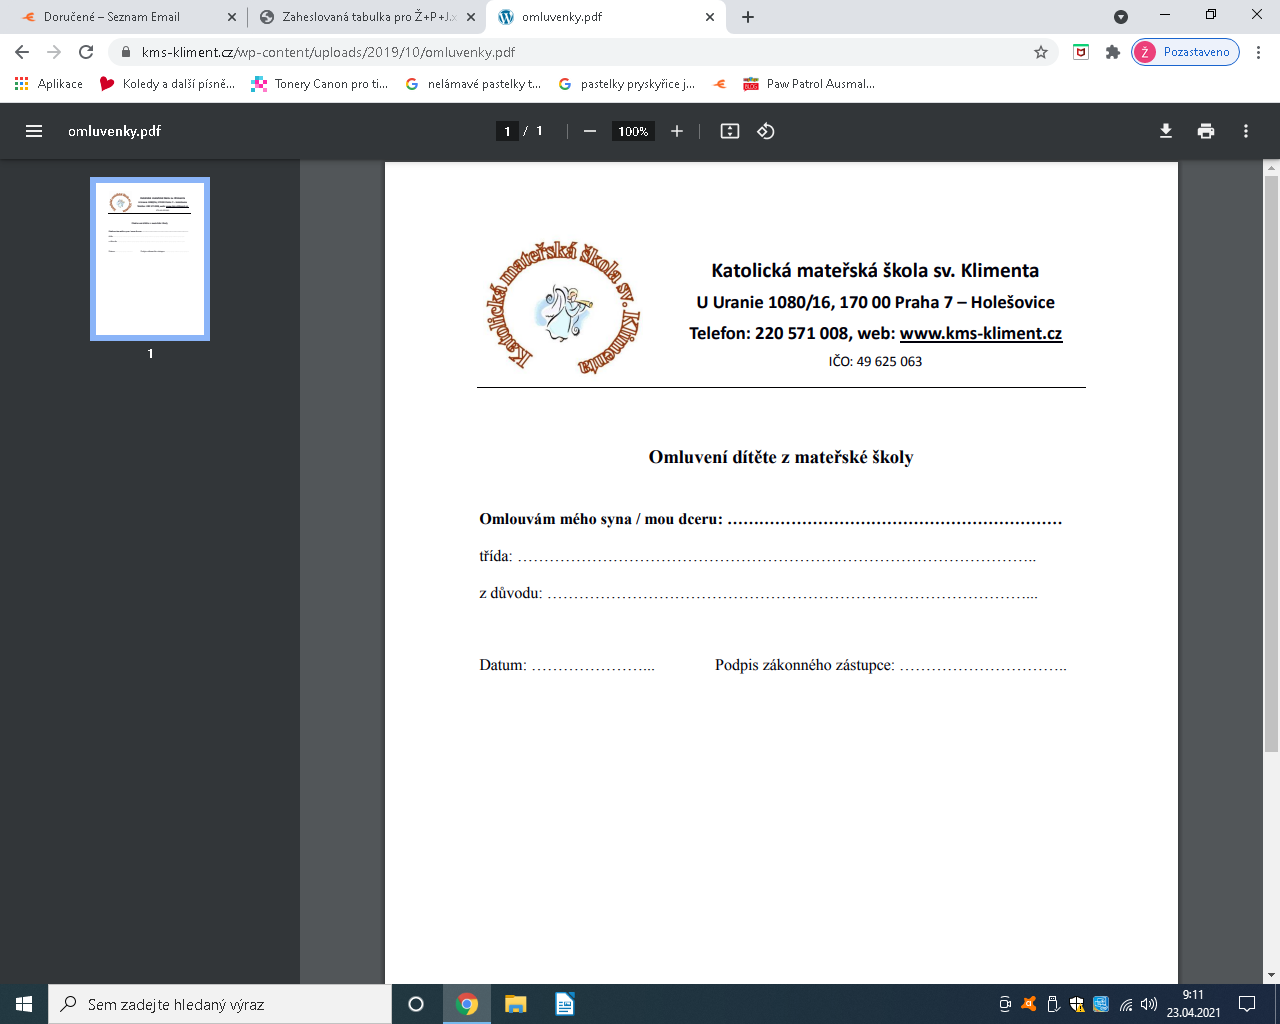 Doručené – Seznam Email
Zaheslovaná tabulka pro Ž+P+J.x
omluvenky.pdf
kms-kliment.cz/wp-content/uploads/2019/10/omluvenky.pdf
Ž Pozastaveno
Aplikace
Koledy a další písně...
Tonery Canon pro ti...
nelámavé pastelky t...
pastelky pryskyřice j...
Paw Patrol Ausmal...
omluvenky.pdf
1 / 1
100%
1
Katolická mateřská škola sv. Klimenta
Katolická mateřská škola sv. Klimenta
U Uranie 1080/16, 170 00 Praha 7 – Holešovice
Telefon: 220 571 008, web: www.kms-kliment.cz
IČO: 49 625 063
Omluvení dítěte z mateřské školy
Omlouvám mého syna / mou dceru: ………………………………………………………
třída: ……………………………………………………………………………………..
z důvodu: ………………………………………………………………………………...
Datum: …………………... Podpis zákonného zástupce: …………………………..
Sem zadejte hledaný výraz
9:11
23.04.2021